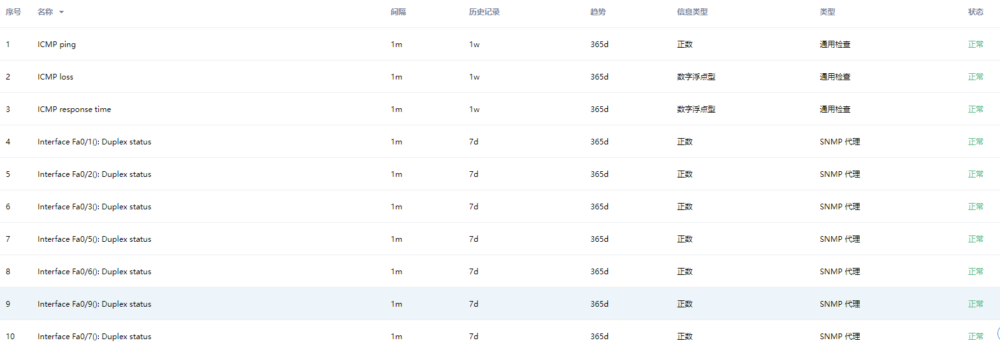 序号 名称 间隔 历史记录 趋势 信息类型 类型 状态
1 ICMP ping 1m 1w 365d 正数 通用检查 正常
2 ICMP loss 1m 1w 365d 数字浮点型 通用检查 正常
3 ICMP response time 1m 1w 365d 数字浮点型 通用检查 正常
4 Interface Fa0/1(): Duplex status 1m 7d 365d 正数 SNMP 代理 正常
5 Interface Fa0/2(): Duplex status 1m 7d 365d 正数 SNMP 代理 正常
6 Interface Fa0/3(): Duplex status 1m 7d 365d 正数 SNMP 代理 正常
7 Interface Fa0/5(): Duplex status 1m 7d 365d 正数 SNMP 代理 正常
8 Interface Fa0/6(): Duplex status 1m 7d 365d 正数 SNMP 代理 正常
9 Interface Fa0/9(): Duplex status 1m 7d 365d 正数 SNMP 代理 正常
10 Interface Fa0/7(): Duplex status 1m 7d 365d 正数 SNMP 代理 正常